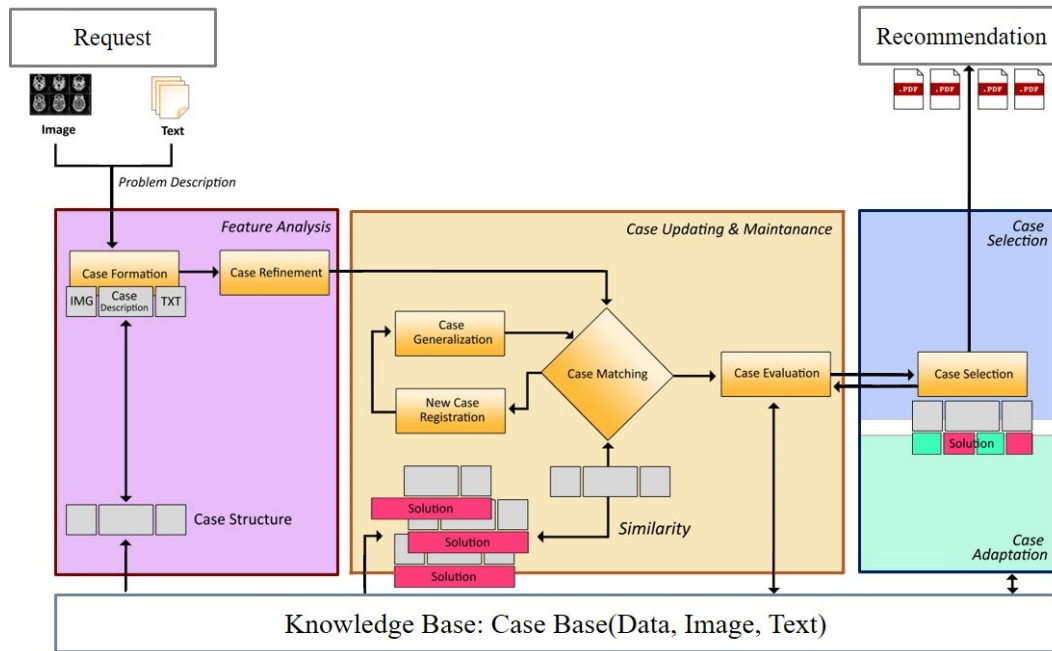 Request
Recommendation
.PDF
.PDF
.PDF
.PDF
Image
Text
Problem Description
Feature Analysis
Case Updating & Maintanance
Case
Selection
Case Formation
Case Refinement
IMG
Case
Description
TXT
Case
Generalization
Case Matching
Case Evaluation
Case Selection
New Case
Registration
Solution
Case Structure
Solution
Similarity
Solution
Solution
Case
Adaptation
Knowledge Base: Case Base(Data, Image, Text)